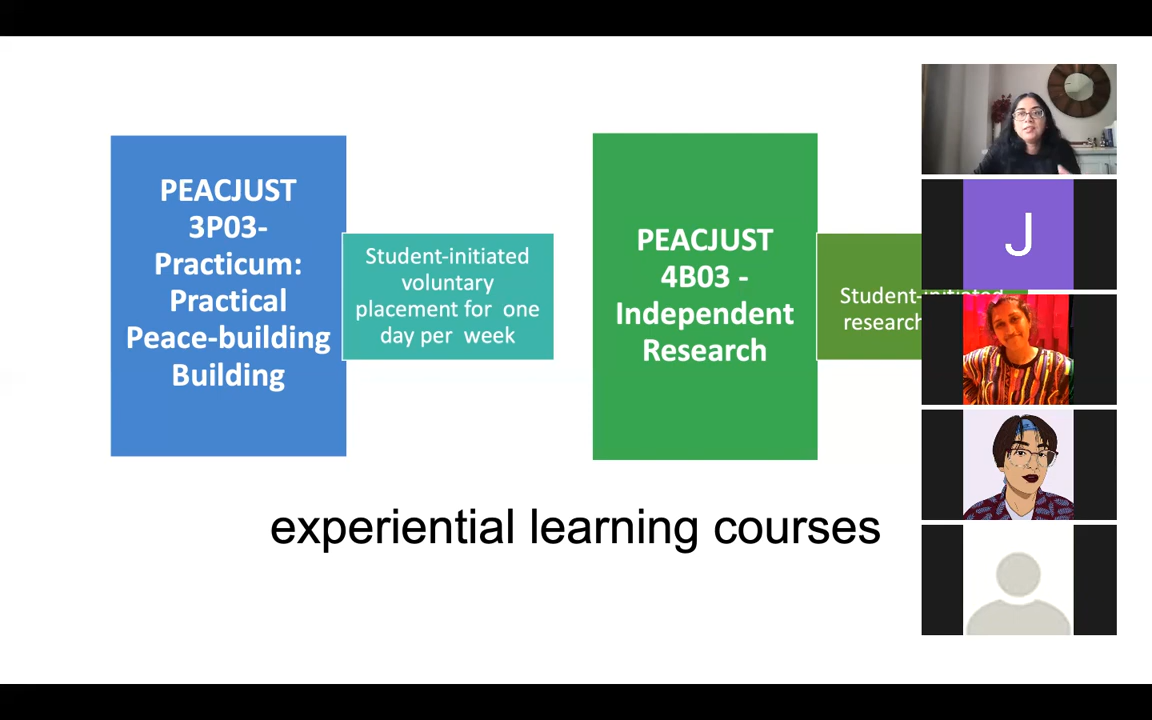 PEACJUST
3P03-
Practicum:
Practical
Peace-building
Building
Student-initiated
voluntary
placement for one
day per week
PEACJUST
4B03 -
Independent
Research
Student-initiated
research
J
experiential learning courses